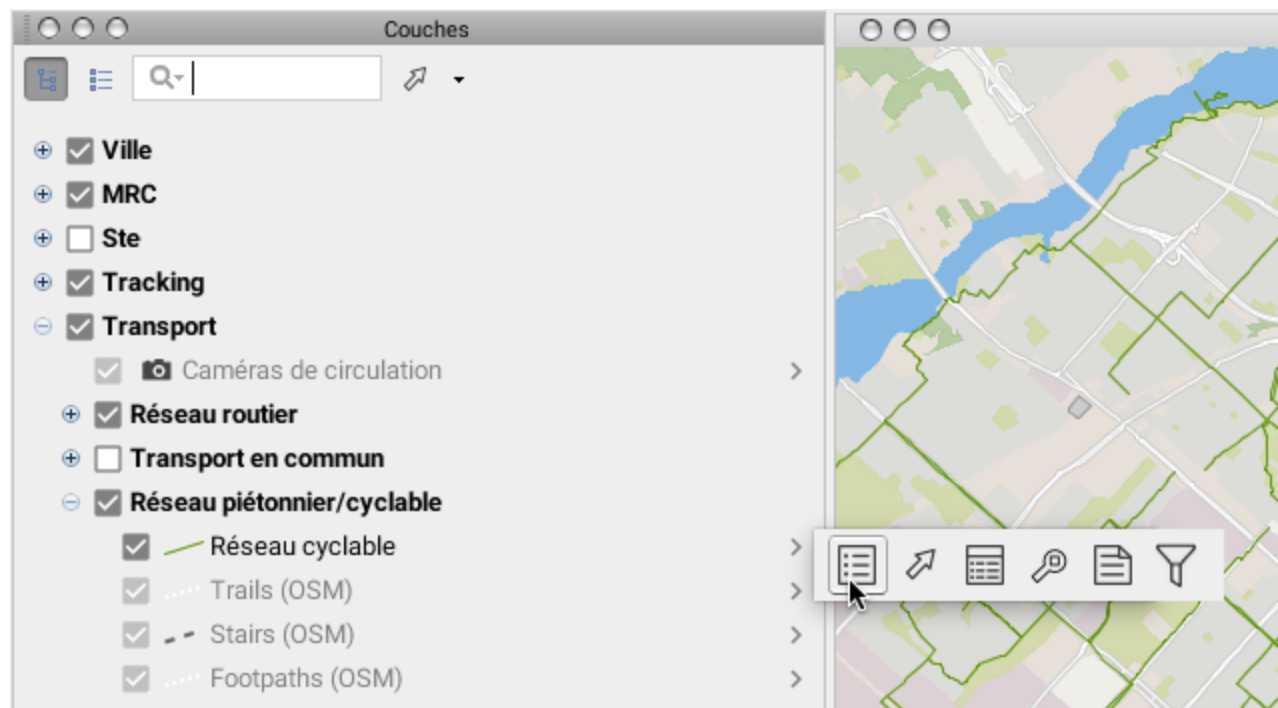 Couches
Ville
MRC
Ste
Tracking
Transport
Caméras de circulation
Réseau routier
Transport en commun
Réseau piétonnier/cyclable
Réseau cyclable
Trails (OSM)
Stairs (OSM)
Footpaths (OSM)